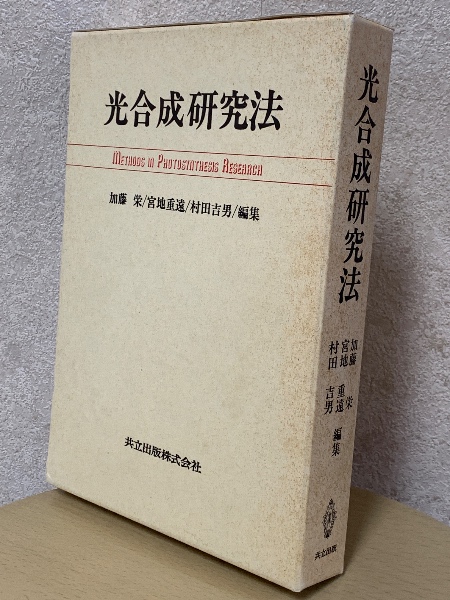 光合成研究法
METHODS IN PHOTOSYNTHESIS RESEARCH
加藤 栄/宮地重遠/村田吉男/編集
共立出版株式会社
光合成研究法
加藤 栄
宮地 重遠
村田 吉男
編集
共立出版